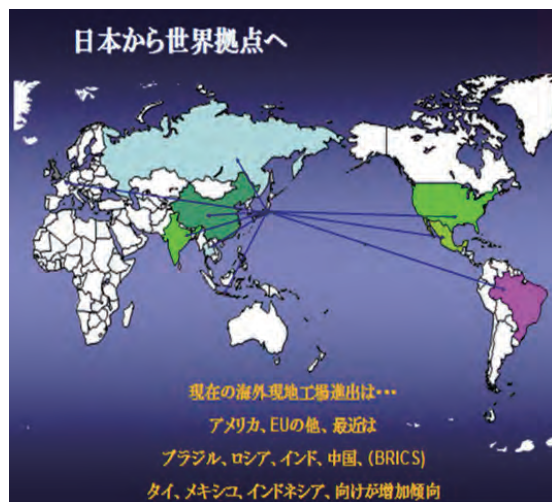 日本から世界拠点へ
現在の海外現地工場進出は・・・
アメリカ、EUの他、最近は
ブラジル、ロシア、インド、中国、(BRICS)
タイ、メキシコ、インドネシア、向けが増加傾向